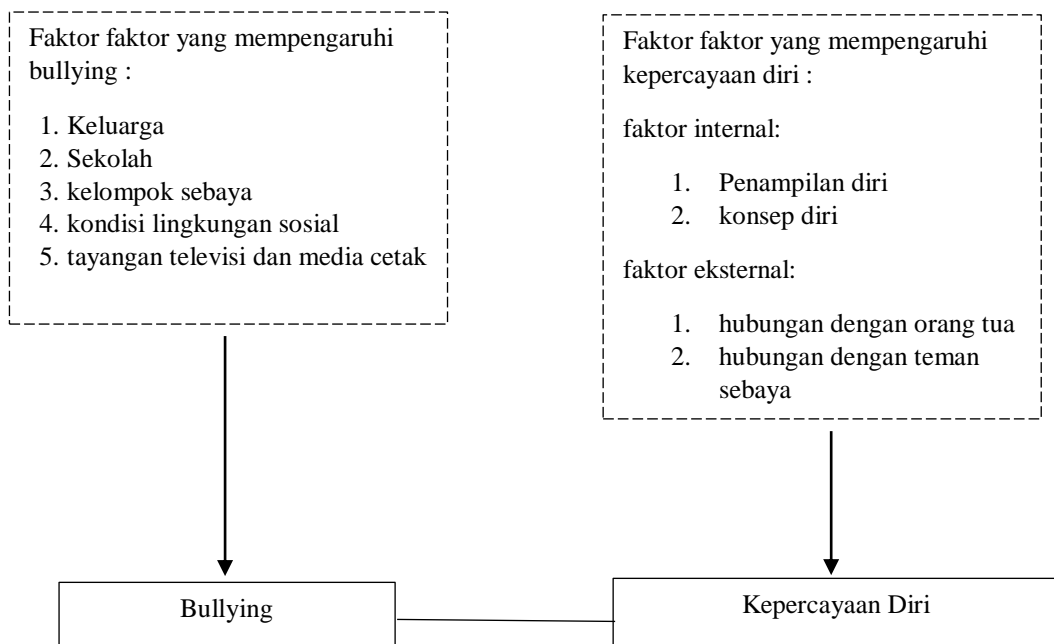 Faktor faktor yang mempengaruhi
bullying :
1. Keluarga
2. Sekolah
3. kelompok sebaya
4. kondisi lingkungan sosial
5. tayangan televisi dan media cetak
Faktor faktor yang mempengaruhi
kepercayaan diri :
faktor internal:
1. Penampilan diri
2. konsep diri
faktor eksternal:
1. hubungan dengan orang tua
2. hubungan dengan teman
sebaya
Bullying
Kepercayaan Diri